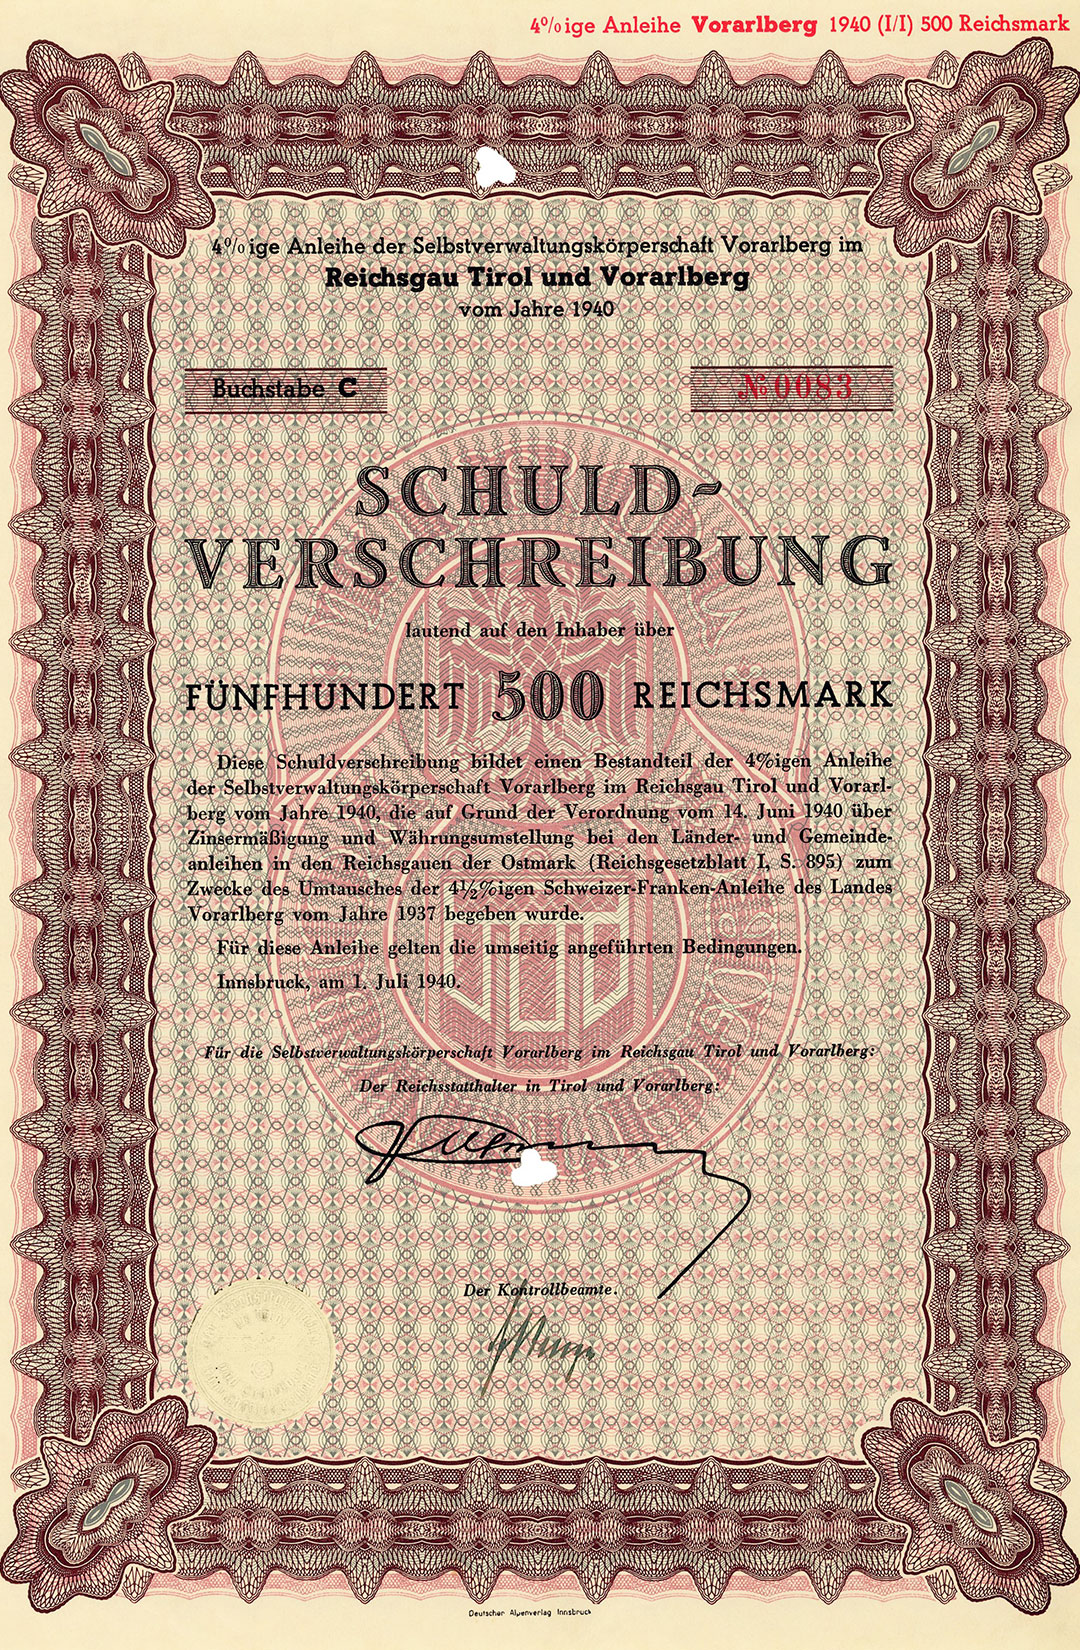 4%ige Anleihe Vorarlberg 1940 (I/I) 500 Reichsmark
4%ige Anleihe der Selbstverwaltungskörperschaft Vorarlberg im
Reichsgau Tirol und Vorarlberg
vom Jahre 1940
Buchstabe C
№ 0083
SCHULD-
VERSCHREIBUNG
lautend auf den Inhaber über
FÜNFHUNDERT 500 REICHSMARK
Diese Schuldverschreibung bildet einen Bestandteil der 4%igen Anleihe
der Selbstverwaltungskörperschaft Vorarlberg im Reichsgau Tirol und Vorarl-
berg vom Jahre 1940, die auf Grund der Verordnung vom 14. Juni 1940 über
Zinsermäßigung und Währungsumstellung bei den Länder- und Gemeinde-
anleihen in den Reichsgauen der Ostmark (Reichsgesetzblatt I, S. 895) zum
Zwecke des Umtausches der 4½%igen Schweizer-Franken-Anleihe des Landes
Vorarlberg vom Jahre 1937 begeben wurde.
Für diese Anleihe gelten die umseitig angeführten Bedingungen.
Innsbruck, am 1. Juli 1940.
Für die Selbstverwaltungskörperschaft Vorarlberg im Reichsgau Tirol und Vorarlberg:
Der Reichsstatthalter in Tirol und Vorarlberg:
Der Kontrollbeamte.
Deutscher Alpenverlag Innsbruck